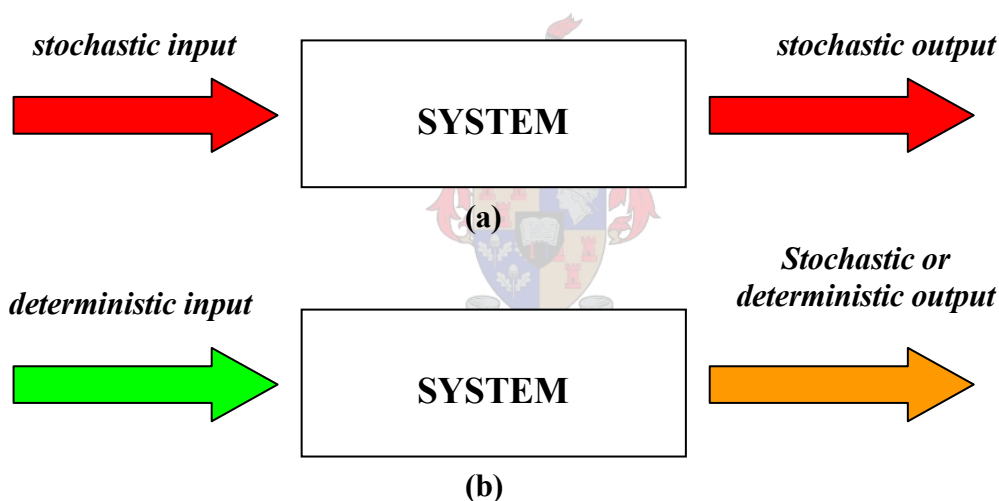 stochastic input
stochastic output
SYSTEM
(a)
deterministic input
Stochastic or
deterministic output
SYSTEM
(b)